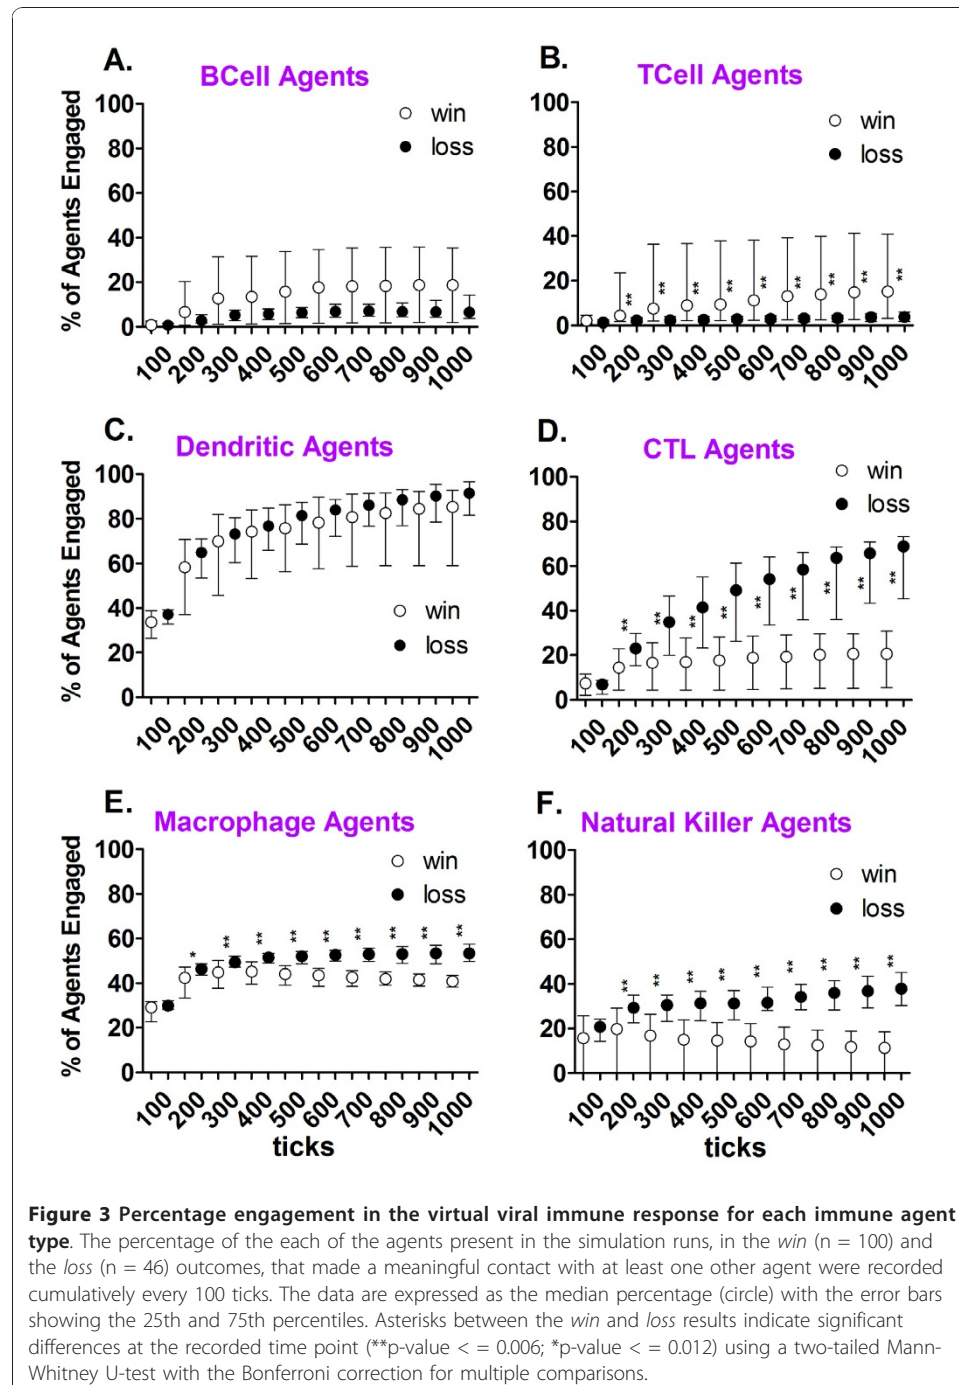 A.
BCell Agents
% of Agents Engaged
100
80
60
40
20
0
win
loss
100 200 300 400 500 600 700 800 900 1000
B.
TCell Agents
100
80
60
40
20
0
win
loss
** ** ** ** ** ** ** ** **
100 200 300 400 500 600 700 800 900 1000
C.
Dendritic Agents
% of Agents Engaged
100
80
60
40
20
0
win
loss
100 200 300 400 500 600 700 800 900 1000
D.
CTL Agents
100
80
60
40
20
0
win
loss
** ** ** ** ** ** ** ** **
100 200 300 400 500 600 700 800 900 1000
E.
Macrophage Agents
% of Agents Engaged
100
80
60
40
20
0
win
loss
* ** ** ** ** ** ** ** **
100 200 300 400 500 600 700 800 900 1000
ticks
F.
Natural Killer Agents
100
80
60
40
20
0
win
loss
** ** ** ** ** ** ** ** **
100 200 300 400 500 600 700 800 900 1000
ticks
Figure 3 Percentage engagement in the virtual viral immune response for each immune agent
type. The percentage of the each of the agents present in the simulation runs, in the win (n = 100) and
the loss (n = 46) outcomes, that made a meaningful contact with at least one other agent were recorded
cumulatively every 100 ticks. The data are expressed as the median percentage (circle) with the error bars
showing the 25th and 75th percentiles. Asterisks between the win and loss results indicate significant
differences at the recorded time point (**p-value < = 0.006; *p-value < = 0.012) using a two-tailed Mann-
Whitney U-test with the Bonferroni correction for multiple comparisons.